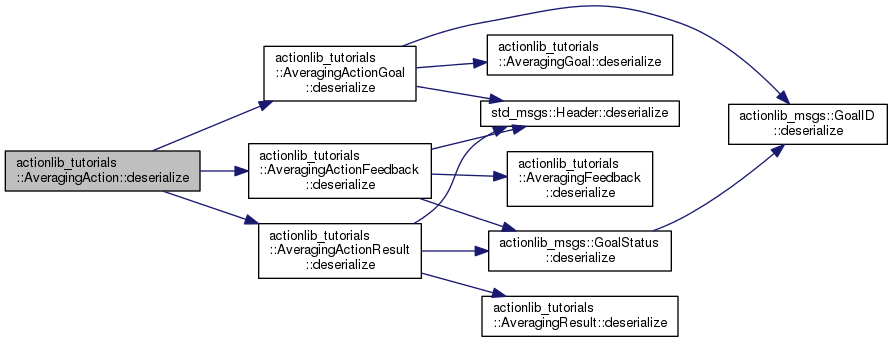 actionlib_tutorials
::AveragingAction::deserialize
actionlib_tutorials
::AveragingActionGoal
::deserialize
actionlib_tutorials
::AveragingActionFeedback
::deserialize
actionlib_tutorials
::AveragingActionResult
::deserialize
actionlib_tutorials
::AveragingGoal::deserialize
std_msgs::Header::deserialize
actionlib_tutorials
::AveragingFeedback
::deserialize
actionlib_msgs::GoalStatus
::deserialize
actionlib_tutorials
::AveragingResult::deserialize
actionlib_msgs::GoalID
::deserialize